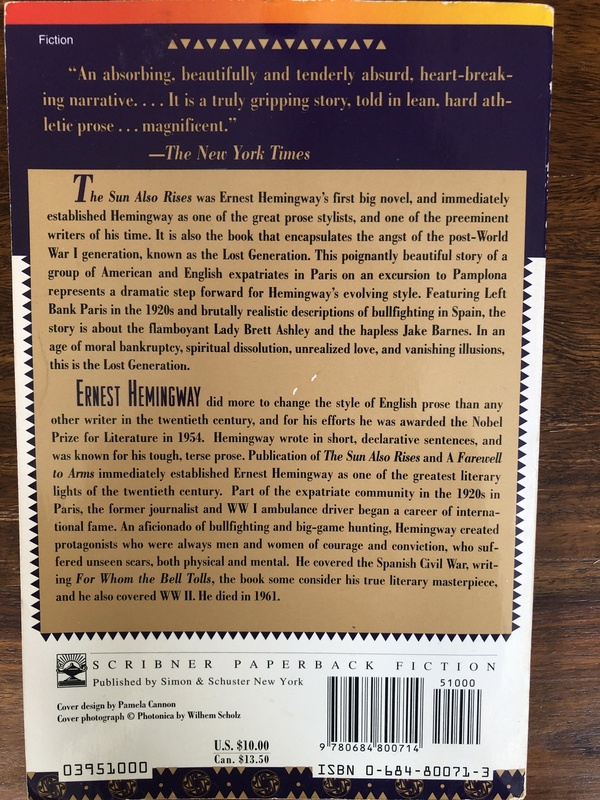 Fiction
“An absorbing, beautifully and tenderly absurd, heart-break-
ing narrative. . . . It is a truly gripping story, told in lean, hard ath-
letic prose . . . magnificent.”
—The New York Times
The Sun Also Rises was Ernest Hemingway's first big novel, and immediately
established Hemingway as one of the great prose stylists, and one of the preeminent
writers of his time. It is also the book that encapsulates the angst of the post-World
War I generation, known as the Lost Generation. This poignantly beautiful story of a
group of American and English expatriates in Paris on an excursion to Pamplona
represents a dramatic step forward for Hemingway's evolving style. Featuring Left
Bank Paris in the 1920s and brutally realistic descriptions of bullfighting in Spain, the
story is about the flamboyant Lady Brett Ashley and the hapless Jake Barnes. In an
age of moral bankruptcy, spiritual dissolution, unrealized love, and vanishing illusions,
this is the Lost Generation.
ERNEST HEMINGWAY did more to change the style of English prose than any
other writer in the twentieth century, and for his efforts he was awarded the Nobel
Prize for Literature in 1954. Hemingway wrote in short, declarative sentences, and
was known for his tough, terse prose. Publication of The Sun Also Rises and A Farewell
to Arms immediately established Ernest Hemingway as one of the greatest literary
lights of the twentieth century. Part of the expatriate community in the 1920s in
Paris, the former journalist and WW I ambulance driver began a career of interna-
tional fame. An aficionado of bullfighting and big-game hunting, Hemingway created
protagonists who were always men and women of courage and conviction, who suf-
fered unseen scars, both physical and mental. He covered the Spanish Civil War, writ-
ing For Whom the Bell Tolls, the book some consider his true literary masterpiece,
and he also covered WW II. He died in 1961.
SCRIBNER PAPERBACK FICTION
Published by Simon & Schuster New York
51000
Cover design by Pamela Cannon
Cover photograph © Photonica by Wilhem Scholz
9 780684 800714
U.S. $10.00
Can. $13.50
03951000
ISBN 0-684-80071-3